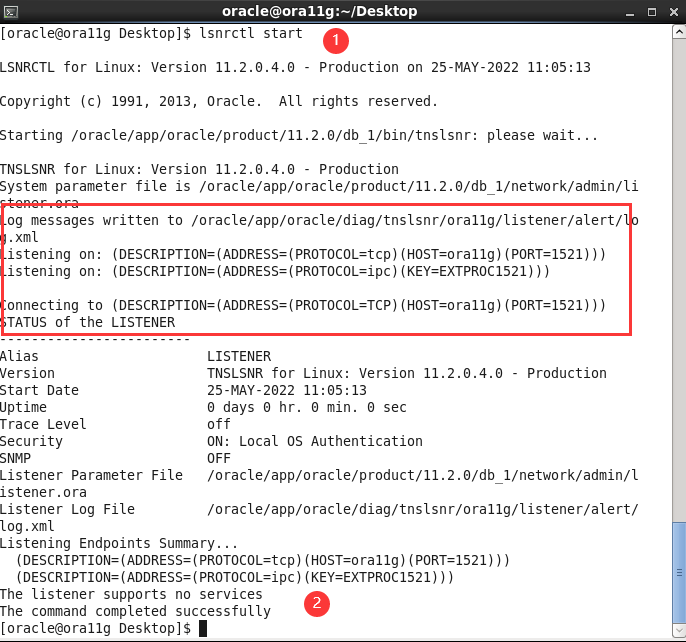 oracle@ora11g:~/Desktop
[oracle@ora11g Desktop]$ lsnrctl start
1
LSNRCTL for Linux: Version 11.2.0.4.0 - Production on 25-MAY-2022 11:05:13
Copyright (c) 1991, 2013, Oracle.  All rights reserved.
Starting /oracle/app/oracle/product/11.2.0/db_1/bin/tnslsnr: please wait...
TNSLSNR for Linux: Version 11.2.0.4.0 - Production
System parameter file is /oracle/app/oracle/product/11.2.0/db_1/network/admin/li
stener.ora
Log messages written to /oracle/app/oracle/diag/tnslsnr/ora11g/listener/alert/lo
g.xml
Listening on: (DESCRIPTION=(ADDRESS=(PROTOCOL=tcp)(HOST=ora11g)(PORT=1521)))
Listening on: (DESCRIPTION=(ADDRESS=(PROTOCOL=ipc)(KEY=EXTPROC1521)))
Connecting to (DESCRIPTION=(ADDRESS=(PROTOCOL=TCP)(HOST=ora11g)(PORT=1521)))
STATUS of the LISTENER
------------------------
Alias                     LISTENER
Version                   TNSLSNR for Linux: Version 11.2.0.4.0 - Production
Start Date                25-MAY-2022 11:05:13
Uptime                    0 days 0 hr. 0 min. 0 sec
Trace Level               off
Security                  ON: Local OS Authentication
SNMP                      OFF
Listener Parameter File   /oracle/app/oracle/product/11.2.0/db_1/network/admin/l
istener.ora
Listener Log File         /oracle/app/oracle/diag/tnslsnr/ora11g/listener/alert/
log.xml
Listening Endpoints Summary...
  (DESCRIPTION=(ADDRESS=(PROTOCOL=tcp)(HOST=ora11g)(PORT=1521)))
  (DESCRIPTION=(ADDRESS=(PROTOCOL=ipc)(KEY=EXTPROC1521)))
The listener supports no services
The command completed successfully
2
[oracle@ora11g Desktop]$